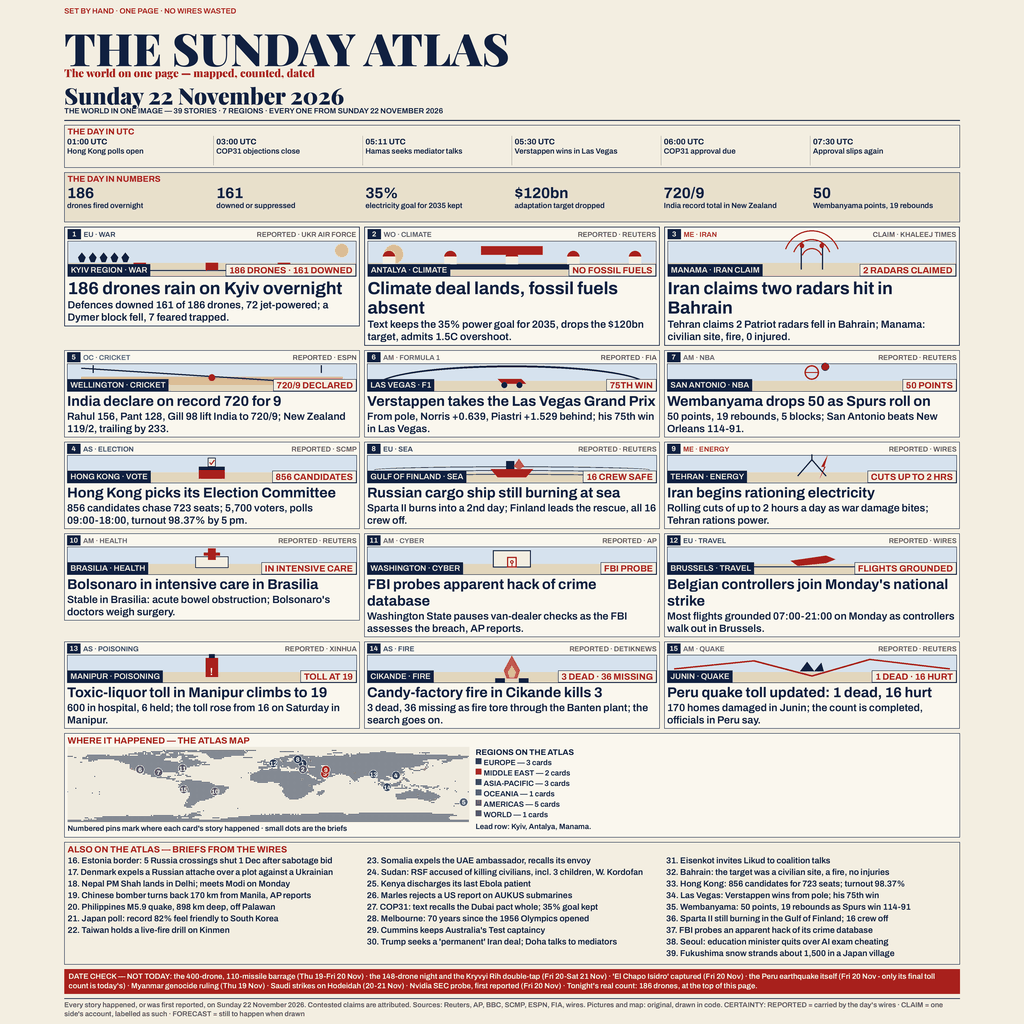 SET BY HAND · ONE PAGE · NO WIRES WASTED
THE SUNDAY ATLAS
The world on one page — mapped, counted, dated
Sunday 22 November 2026
THE WORLD IN ONE IMAGE — 39 STORIES · 7 REGIONS · EVERY ONE FROM SUNDAY 22 NOVEMBER 2026
THE DAY IN UTC
01:00 UTC
Hong Kong polls open
03:00 UTC
COP31 objections close
05:11 UTC
Hamas seeks mediator talks
05:30 UTC
Verstappen wins in Las Vegas
06:00 UTC
COP31 approval due
07:30 UTC
Approval slips again
THE DAY IN NUMBERS
186
drones fired overnight
161
downed or suppressed
35%
electricity goal for 2035 kept
$120bn
adaptation target dropped
720/9
India record total in New Zealand
50
Wembanyama points, 19 rebounds
1 EU · WAR REPORTED · UKR AIR FORCE
KYIV REGION · WAR 186 DRONES · 161 DOWNED
186 drones rain on Kyiv overnight
Defences downed 161 of 186 drones, 72 jet-powered; a
Dymer block fell, 7 feared trapped.
2 WO · CLIMATE REPORTED · REUTERS
ANTALYA · CLIMATE NO FOSSIL FUELS
Climate deal lands, fossil fuels
absent
Text keeps the 35% power goal for 2035, drops the $120bn
target, admits 1.5C overshoot.
3 ME · IRAN CLAIM · KHALEEJ TIMES
MANAMA · IRAN CLAIM 2 RADARS CLAIMED
Iran claims two radars hit in
Bahrain
Tehran claims 2 Patriot radars fell in Bahrain; Manama:
civilian site, fire, 0 injured.
5 OC · CRICKET REPORTED · ESPN
WELLINGTON · CRICKET 720/9 DECLARED
India declare on record 720 for 9
Rahul 156, Pant 128, Gill 98 lift India to 720/9; New Zealand
119/2, trailing by 233.
6 AM · FORMULA 1 REPORTED · FIA
LAS VEGAS · F1 75TH WIN
Verstappen takes the Las Vegas Grand Prix
From pole, Norris +0.639, Piastri +1.529 behind; his 75th win
in Las Vegas.
7 AM · NBA REPORTED · REUTERS
SAN ANTONIO · NBA 50 POINTS
Wembanyama drops 50 as Spurs roll on
50 points, 19 rebounds, 5 blocks; San Antonio beats New
Orleans 114-91.
4 AS · ELECTION REPORTED · SCMP
HONG KONG · VOTE 856 CANDIDATES
Hong Kong picks its Election Committee
856 candidates chase 723 seats; 5,700 voters, polls
09:00-18:00, turnout 98.37% by 5 pm.
8 EU · SEA REPORTED · REUTERS
GULF OF FINLAND · SEA 16 CREW SAFE
Russian cargo ship still burning at sea
Sparta II burns into a 2nd day; Finland leads the rescue, all 16
crew off.
9 ME · ENERGY REPORTED · WIRES
TEHRAN · ENERGY CUTS UP TO 2 HRS
Iran begins rationing electricity
Rolling cuts of up to 2 hours a day as war damage bites;
Tehran rations power.
10 AM · HEALTH REPORTED · REUTERS
BRASILIA · HEALTH IN INTENSIVE CARE
Bolsonaro in intensive care in Brasilia
Stable in Brasilia: acute bowel obstruction; Bolsonaro's
doctors weigh surgery.
11 AM · CYBER REPORTED · AP
WASHINGTON · CYBER FBI PROBE
FBI probes apparent hack of crime
database
Washington State pauses van-dealer checks as the FBI
assesses the breach, AP reports.
12 EU · TRAVEL REPORTED · WIRES
BRUSSELS · TRAVEL FLIGHTS GROUNDED
Belgian controllers join Monday's national
strike
Most flights grounded 07:00-21:00 on Monday as controllers
walk out in Brussels.
13 AS · POISONING REPORTED · XINHUA
MANIPUR · POISONING TOLL AT 19
Toxic-liquor toll in Manipur climbs to 19
600 in hospital, 6 held; the toll rose from 16 on Saturday in
Manipur.
14 AS · FIRE REPORTED · DETIKNEWS
CIKANDE · FIRE 3 DEAD · 36 MISSING
Candy-factory fire in Cikande kills 3
3 dead, 36 missing as fire tore through the Banten plant; the
search goes on.
15 AM · QUAKE REPORTED · REUTERS
JUNIN · QUAKE 1 DEAD · 16 HURT
Peru quake toll updated: 1 dead, 16 hurt
170 homes damaged in Junin; the count is completed,
officials in Peru say.
WHERE IT HAPPENED — THE ATLAS MAP
Numbered pins mark where each card's story happened · small dots are the briefs
REGIONS ON THE ATLAS
EUROPE — 3 cards
MIDDLE EAST — 2 cards
ASIA-PACIFIC — 3 cards
OCEANIA — 1 cards
AMERICAS — 5 cards
WORLD — 1 cards
Lead row: Kyiv, Antalya, Manama.
ALSO ON THE ATLAS — BRIEFS FROM THE WIRES
16. Estonia border: 5 Russia crossings shut 1 Dec after sabotage bid
17. Denmark expels a Russian attache over a plot against a Ukrainian
18. Nepal PM Shah lands in Delhi; meets Modi on Monday
19. Chinese bomber turns back 170 km from Manila, AP reports
20. Philippines M5.9 quake, 898 km deep, off Palawan
21. Japan poll: record 82% feel friendly to South Korea
22. Taiwan holds a live-fire drill on Kinmen
23. Somalia expels the UAE ambassador, recalls its envoy
24. Sudan: RSF accused of killing civilians, incl. 3 children, W. Kordofan
25. Kenya discharges its last Ebola patient
26. Marles rejects a US report on AUKUS submarines
27. COP31: text recalls the Dubai pact whole; 35% goal kept
28. Melbourne: 70 years since the 1956 Olympics opened
29. Cummins keeps Australia's Test captaincy
30. Trump seeks a 'permanent' Iran deal; Doha talks to mediators
31. Eisenkot invites Likud to coalition talks
32. Bahrain: the target was a civilian site, a fire, no injuries
33. Hong Kong: 856 candidates for 723 seats; turnout 98.37%
34. Las Vegas: Verstappen wins from pole; his 75th win
35. Wembanyama: 50 points, 19 rebounds as Spurs win 114-91
36. Sparta II still burning in the Gulf of Finland; 16 crew off
37. FBI probes an apparent hack of its crime database
38. Seoul: education minister quits over AI exam cheating
39. Fukushima snow brings about 1,500 in a Japan village
DATE CHECK — NOT TODAY: the 400-drone, 110-missile barrage (Thu 19-Fri 20 Nov) · the 148-drone night and the Kryvyi Rih double-tap (Fri 20-Sat 21 Nov) · 'El Chapo Isidro' captured (Fri 20 Nov) · the Peru earthquake itself (Fri 20 Nov - only its final toll
count is today's) · Myanmar genocide ruling (Thu 19 Nov) · Saudi strikes on Hodeidah (20-21 Nov) · Nvidia SEC probe, first reported (Fri 20 Nov) · Tonight's real count: 186 drones, at the top of this page.
Every story happened, or was first reported, on Sunday 22 November 2026. Contested claims are attributed. Sources: Reuters, AP, BBC, SCMP, ESPN, FIA, wires. Pictures and map: original, drawn in code. CERTAINTY: REPORTED = carried by the day's wires · CLAIM = one
side's account, labelled as such · FORECAST = still to happen when drawn